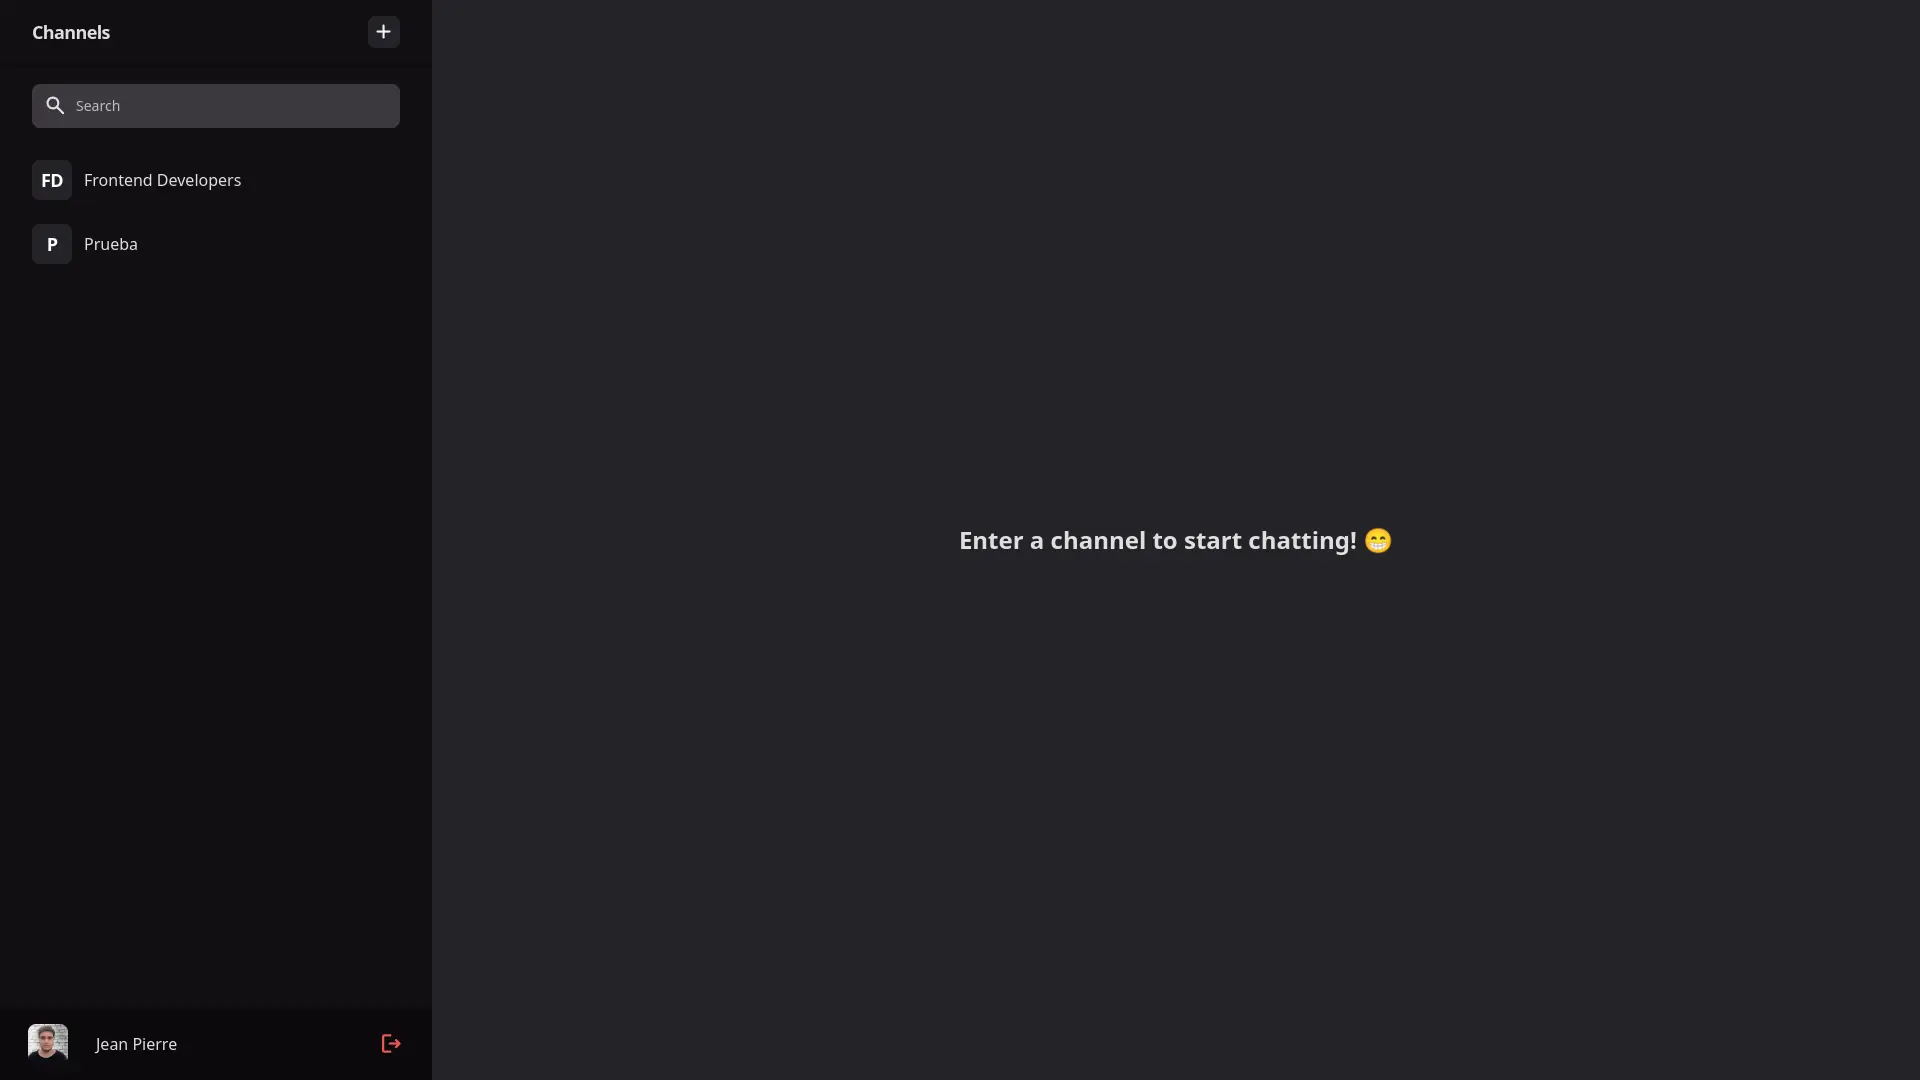 Channels
Search
FD Frontend Developers
P Prueba
Enter a channel to start chatting! 😁
Jean Pierre